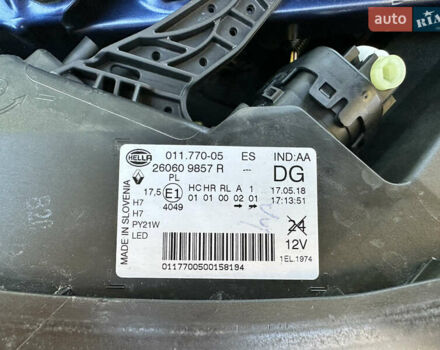 auto
RIA
HELLA
011.770-05 ES IND:AA
26060 9857 R --- DG
PL
17,5 E1 HC HR RL A 1 17.05.18
01 01 00 02 01 17:13:51
H7 4049
H7
PY21W
LED
24
12V
1EL.1974
MADE IN SLOVENIA
0117700500158194